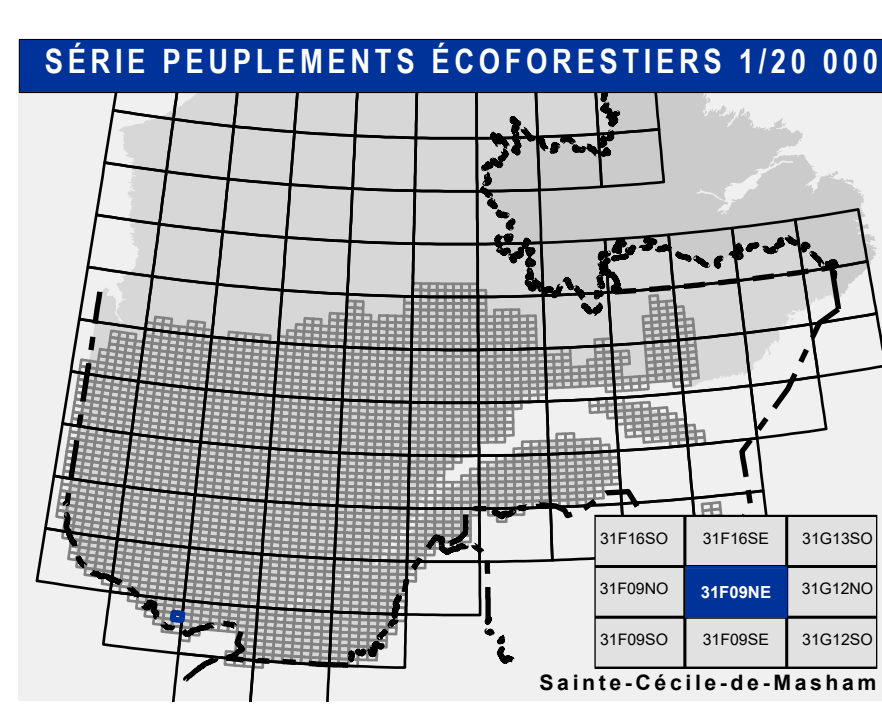 SÉRIE PEUPLEMENTS ÉCOFORESTIERS 1/20 000
31F16SO 31F16SE 31G13SO
31F09NO 31F09NE 31G12NO
31F09SO 31F09SE 31G12SO
Sainte-Cécile-de-Masham